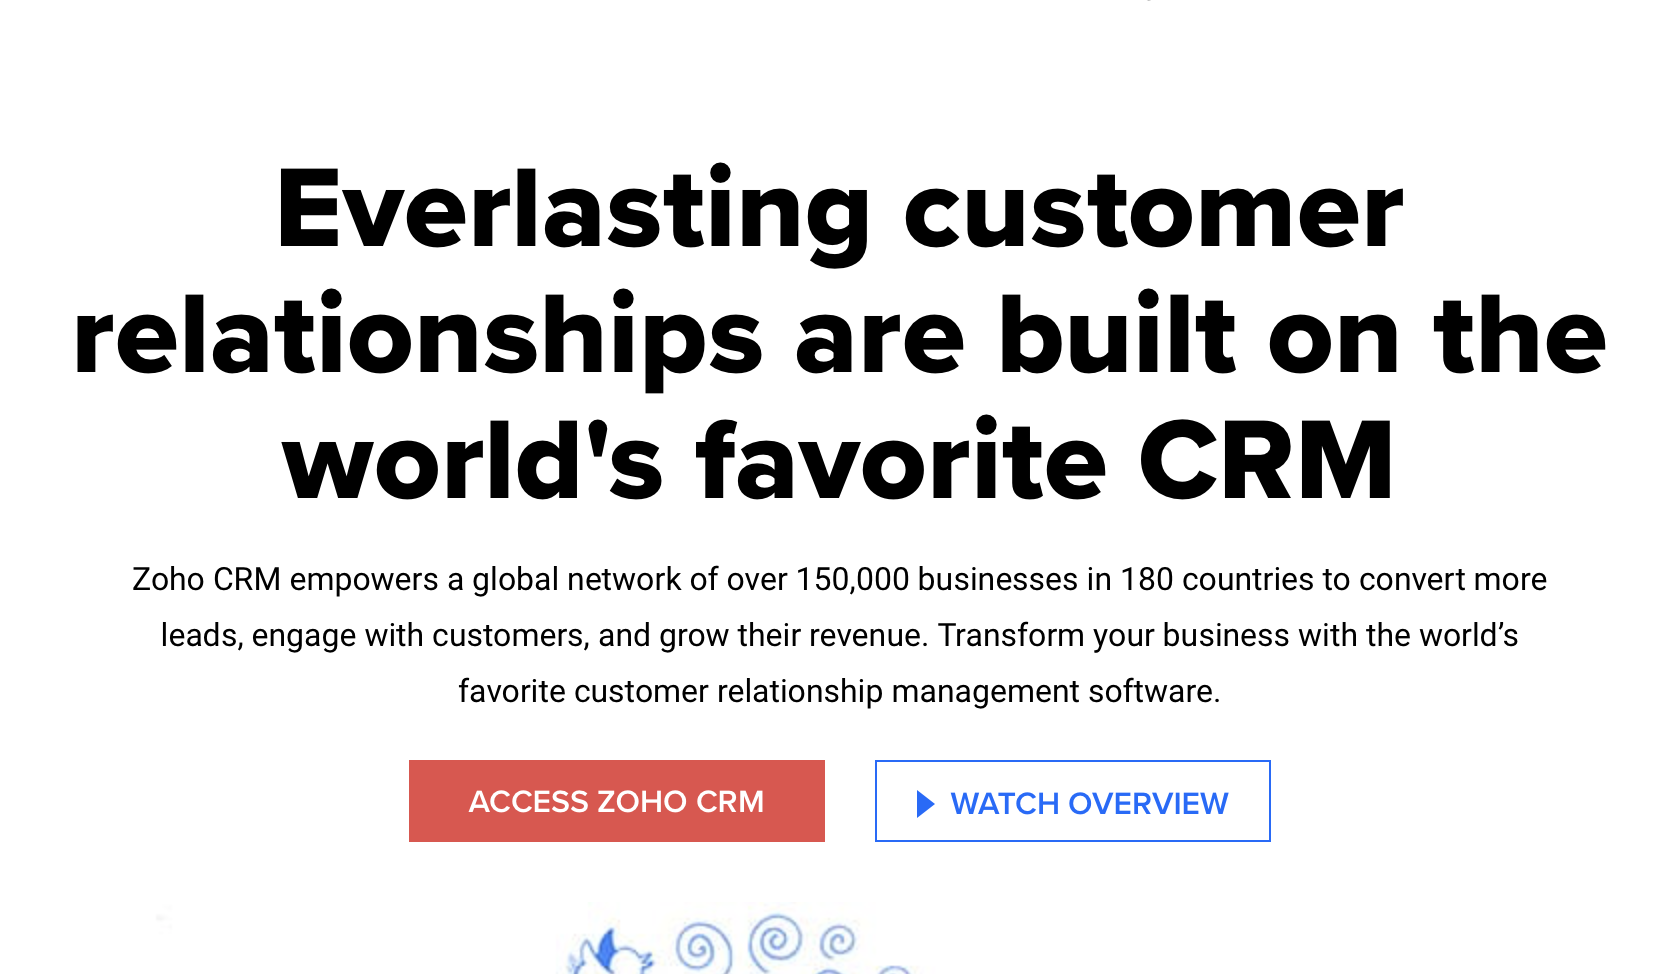 Everlasting customer
relationships are built on the
world's favorite CRM
Zoho CRM empowers a global network of over 150,000 businesses in 180 countries to convert more
leads, engage with customers, and grow their revenue. Transform your business with the world’s
favorite customer relationship management software.
ACCESS ZOHO CRM
WATCH OVERVIEW